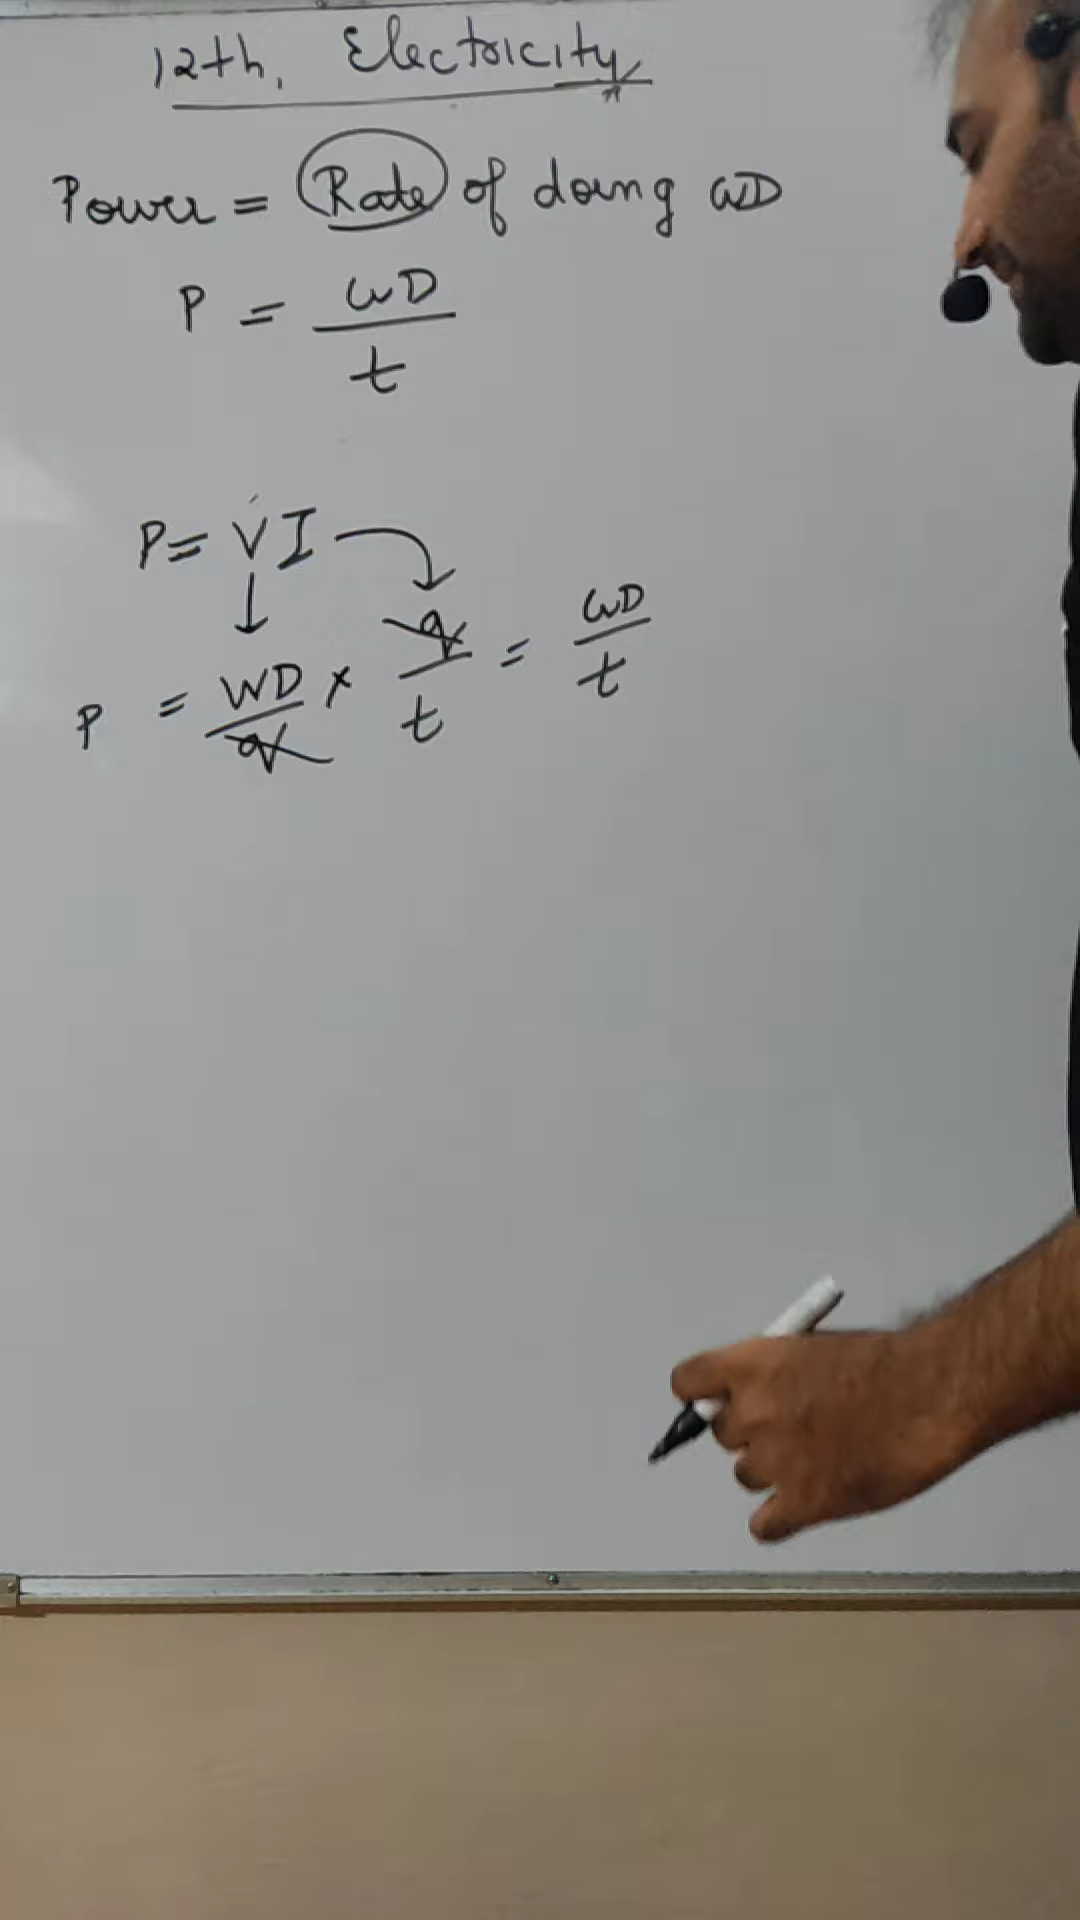 12th, Electricity
Power = Rate of doing WD
P = WD/t
P = VI
P = WD/q × q/t = WD/t